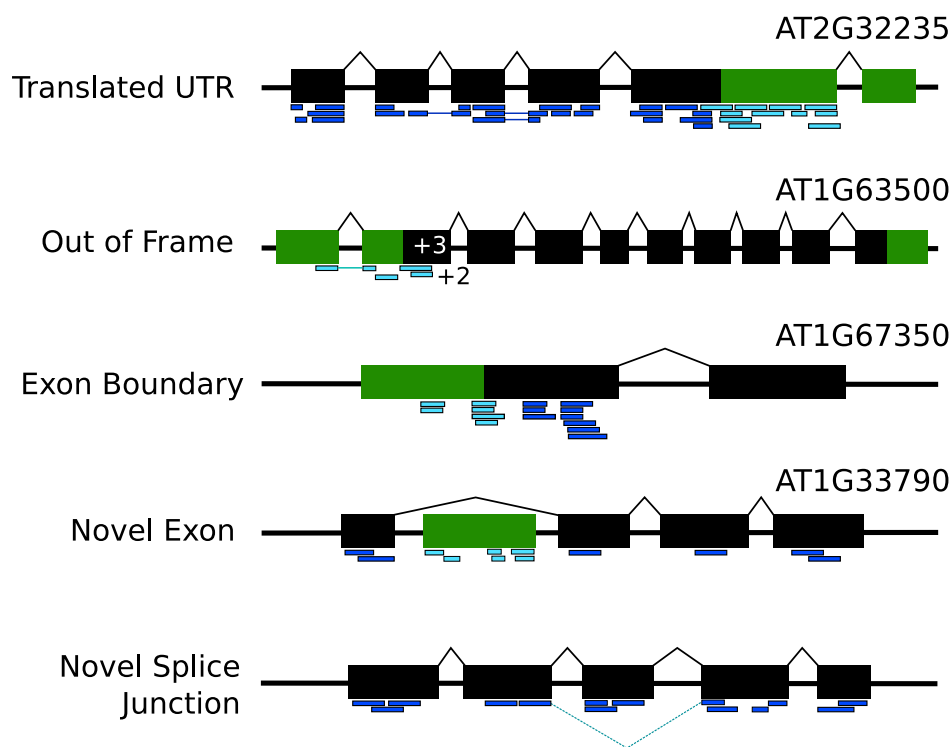 AT2G32235
Translated UTR
AT1G63500
Out of Frame
+3
+2
AT1G67350
Exon Boundary
AT1G33790
Novel Exon
Novel Splice
Junction